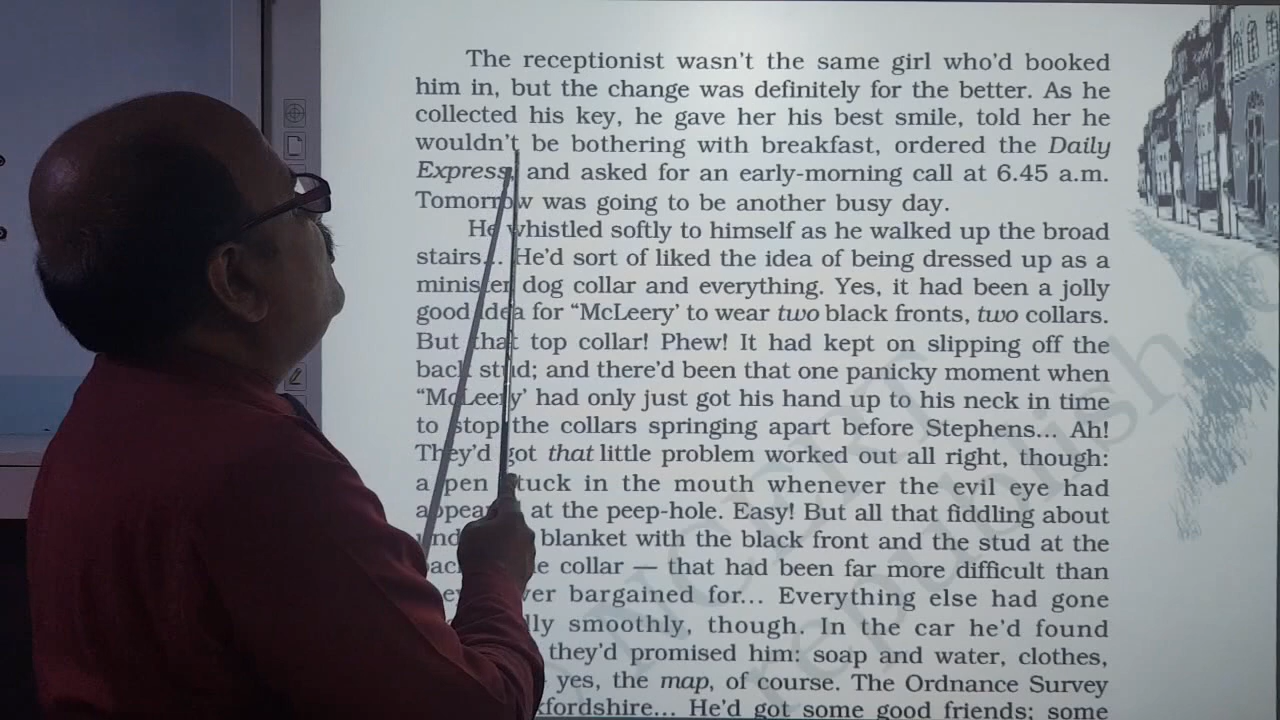 The receptionist wasn't the same girl who'd booked
him in, but the change was definitely for the better. As he
collected his key, he gave her his best smile, told her he
wouldn't be bothering with breakfast, ordered the Daily
Express, and asked for an early-morning call at 6.45 a.m.
Tomorrow was going to be another busy day.
He whistled softly to himself as he walked up the broad
stairs... He'd sort of liked the idea of being dressed up as a
minister dog collar and everything. Yes, it had been a jolly
good idea for “McLeery' to wear two black fronts, two collars.
But that top collar! Phew! It had kept on slipping off the
back stud; and there'd been that one panicky moment when
“McLeery' had only just got his hand up to his neck in time
to stop the collars springing apart before Stephens... Ah!
They'd got that little problem worked out all right, though:
a pen stuck in the mouth whenever the evil eye had
at the peep-hole. Easy! But all that fiddling about
blanket with the black front and the stud at the
collar — that had been far more difficult than
bargained for... Everything else had gone
smoothly, though. In the car he'd found
they'd promised him: soap and water, clothes,
yes, the map, of course. The Ordnance Survey
He'd got some good friends; some
NCERT
republish